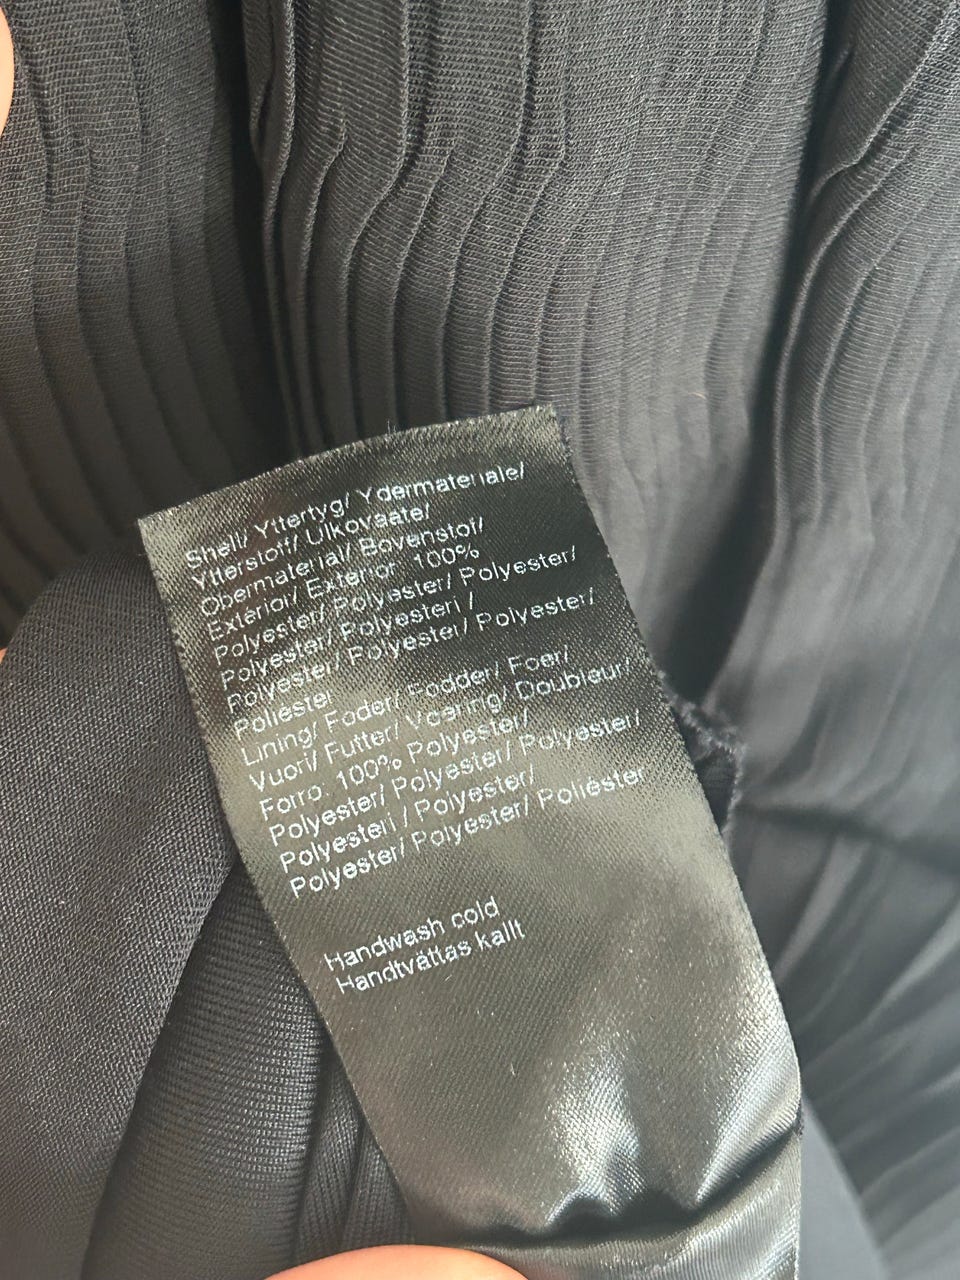 Shell/ Yttertyg/ Ydermateriale/
Ytterstoff/ Ulkovaate/
Obermaterial/ Bovenstof/
Extérior/ Exterior: 100%
Polyester/ Polyester/ Polyester/
Polyester/ Polyesteri /
Polyester/ Polyester/ Polyester/
Poliéster
Lining/ Foder/ Fodder/ Foer/
Vuori/ Futter/ Voering/ Doubleur/
Forro: 100% Polyester/
Polyester/ Polyester/ Polyester/
Polyesteri / Polyester/
Polyester/ Polyester/ Poliéster
Handwash cold
Handtvättas kallt